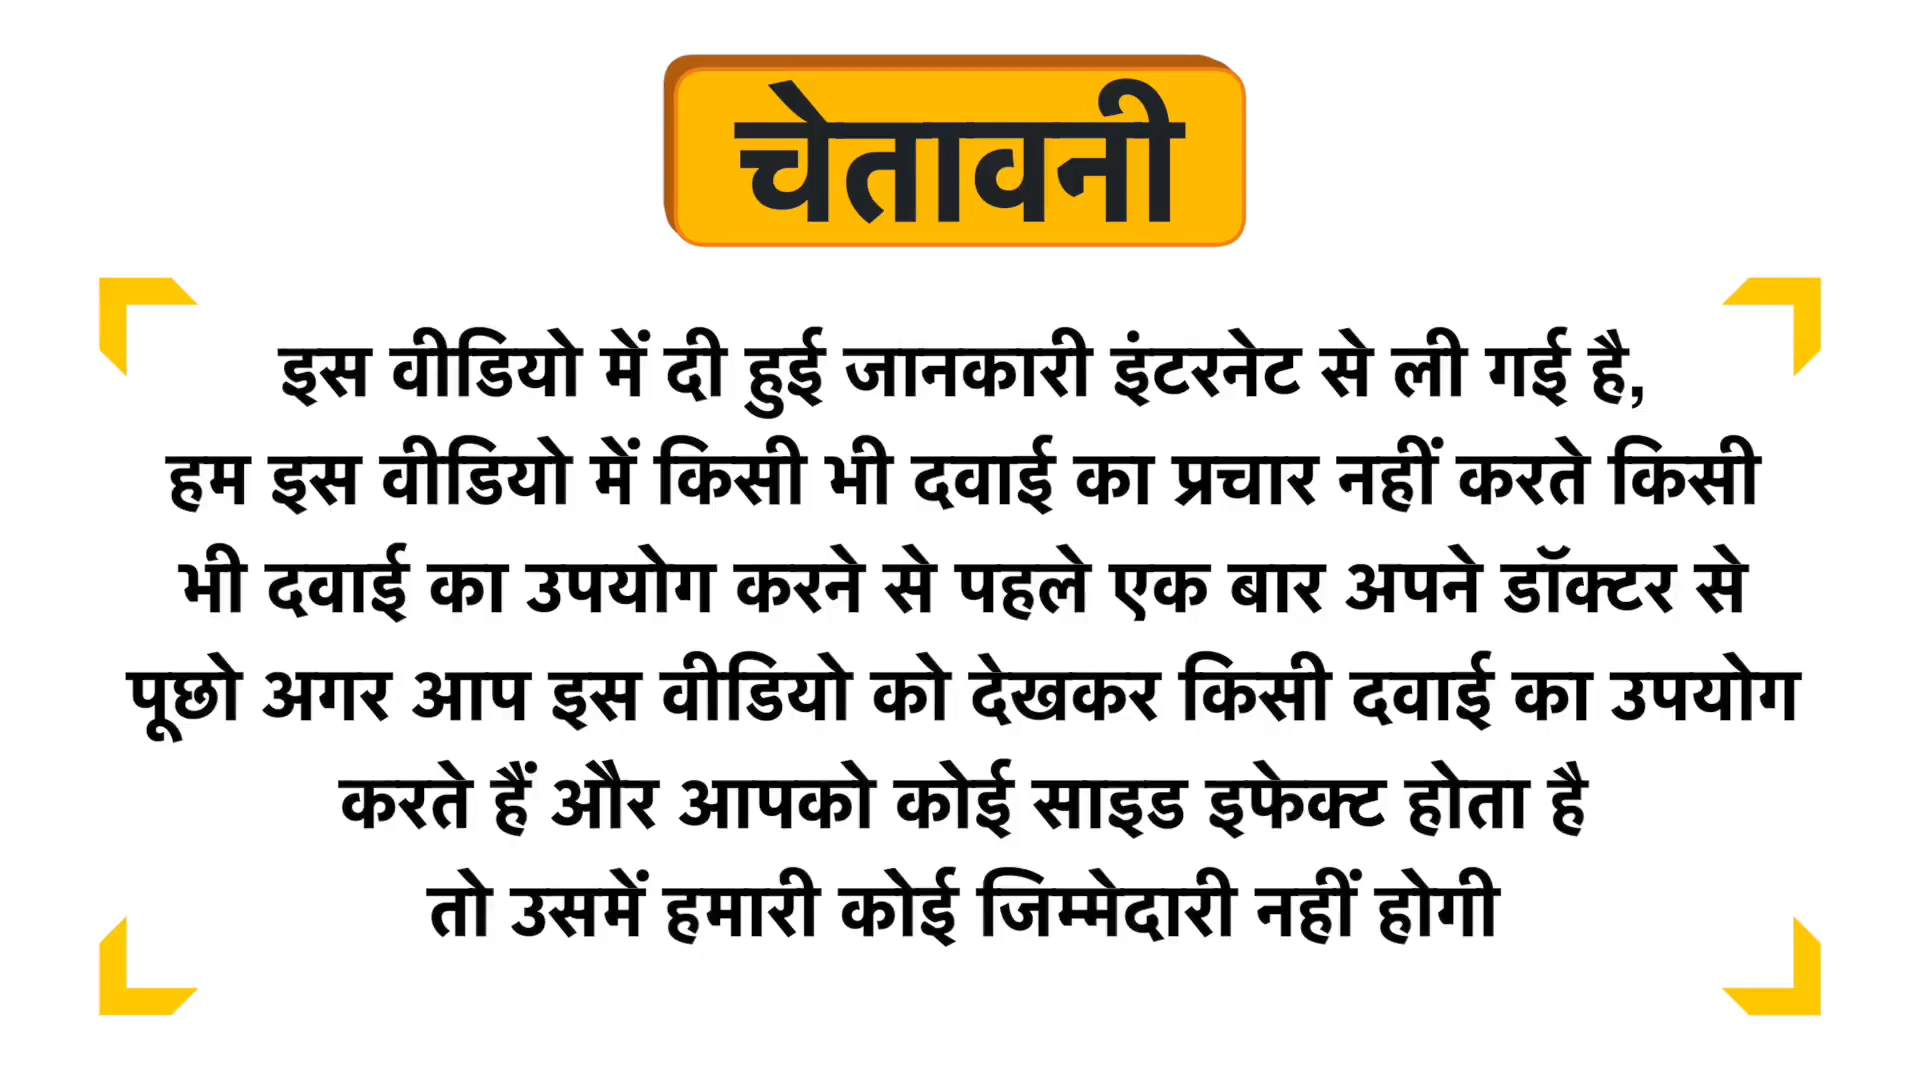 चेतावनी
इस वीडियो में दी हुई जानकारी इंटरनेट से ली गई है,
हम इस वीडियो में किसी भी दवाई का प्रचार नहीं करते किसी
भी दवाई का उपयोग करने से पहले एक बार अपने डॉक्टर से
पूछो अगर आप इस वीडियो को देखकर किसी दवाई का उपयोग
करते हैं और आपको कोई साइड इफेक्ट होता है
तो उसमें हमारी कोई जिम्मेदारी नहीं होगी